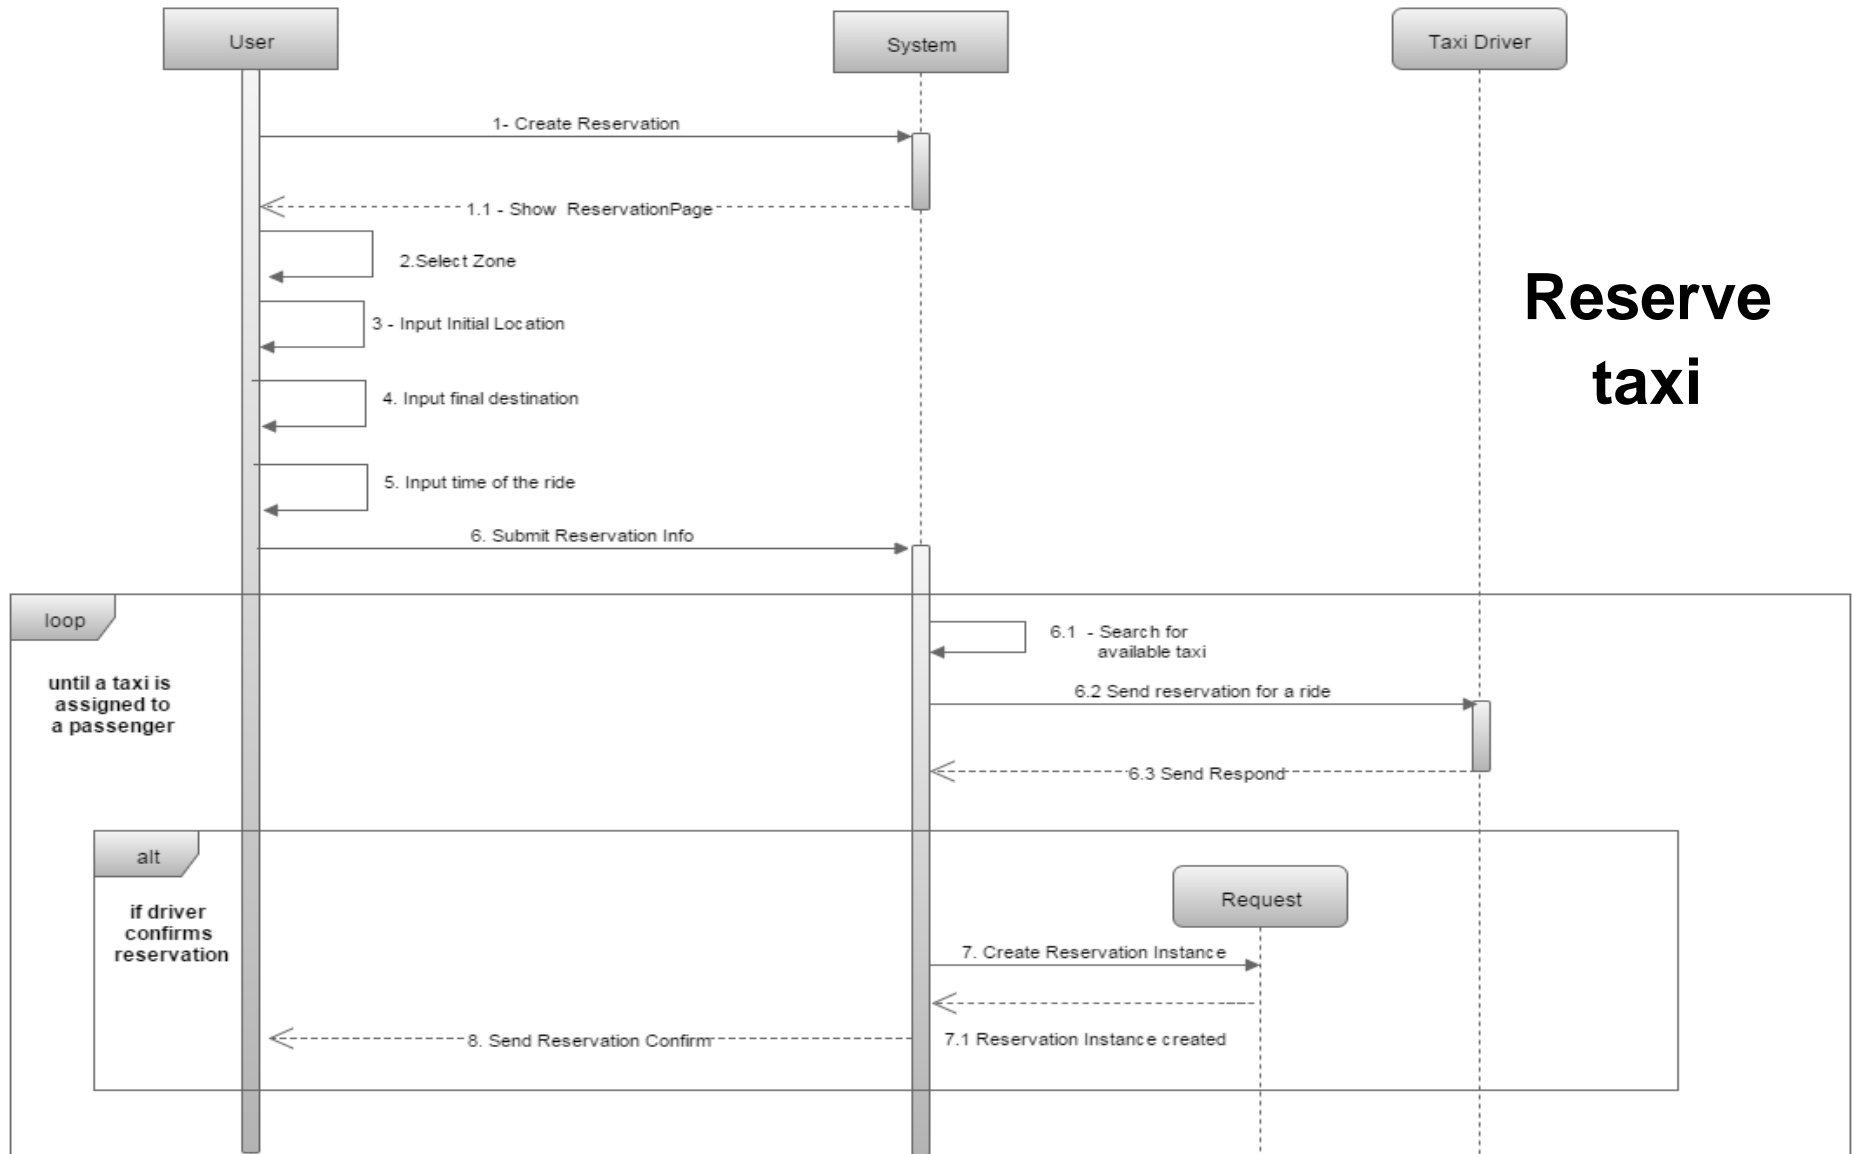 User
System
Taxi Driver
1- Create Reservation
1.1 - Show  ReservationPage
2.Select Zone
Reserve
taxi
3 - Input Initial Location
4. Input final destination
5. Input time of the ride
6. Submit Reservation Info
loop
until a taxi is
assigned to
a passenger
6.1  - Search for
available taxi
6.2 Send reservation for a ride
6.3 Send Respond
alt
if driver
confirms
reservation
Request
7. Create Reservation Instance
8. Send Reservation Confirm
7.1 Reservation Instance created